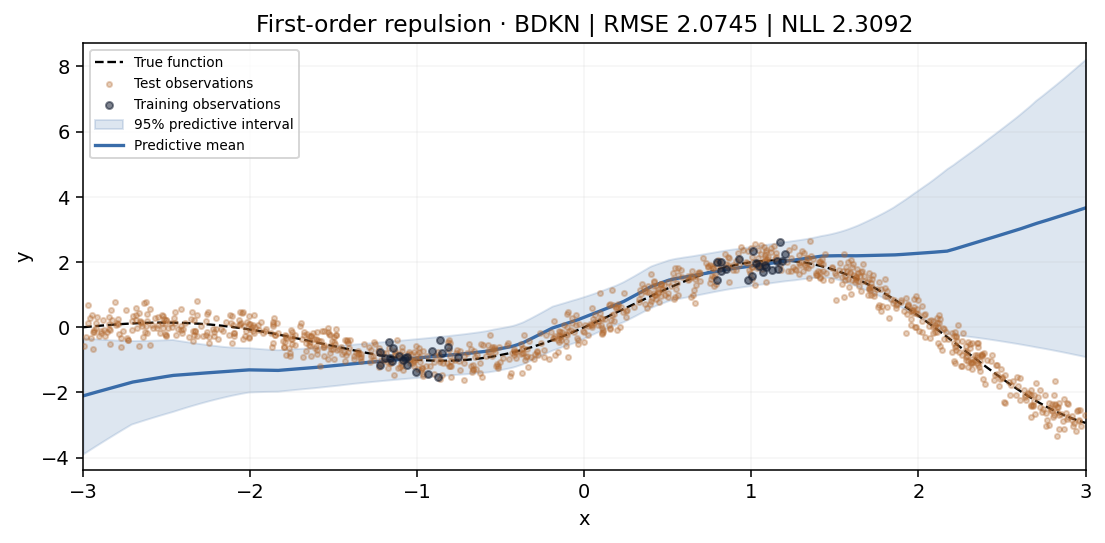 First-order repulsion · BDKN | RMSE 2.0745 | NLL 2.3092
True function
Test observations
Training observations
95% predictive interval
Predictive mean
8
6
4
2
0
−2
−4
y
−3 −2 −1 0 1 2 3
x